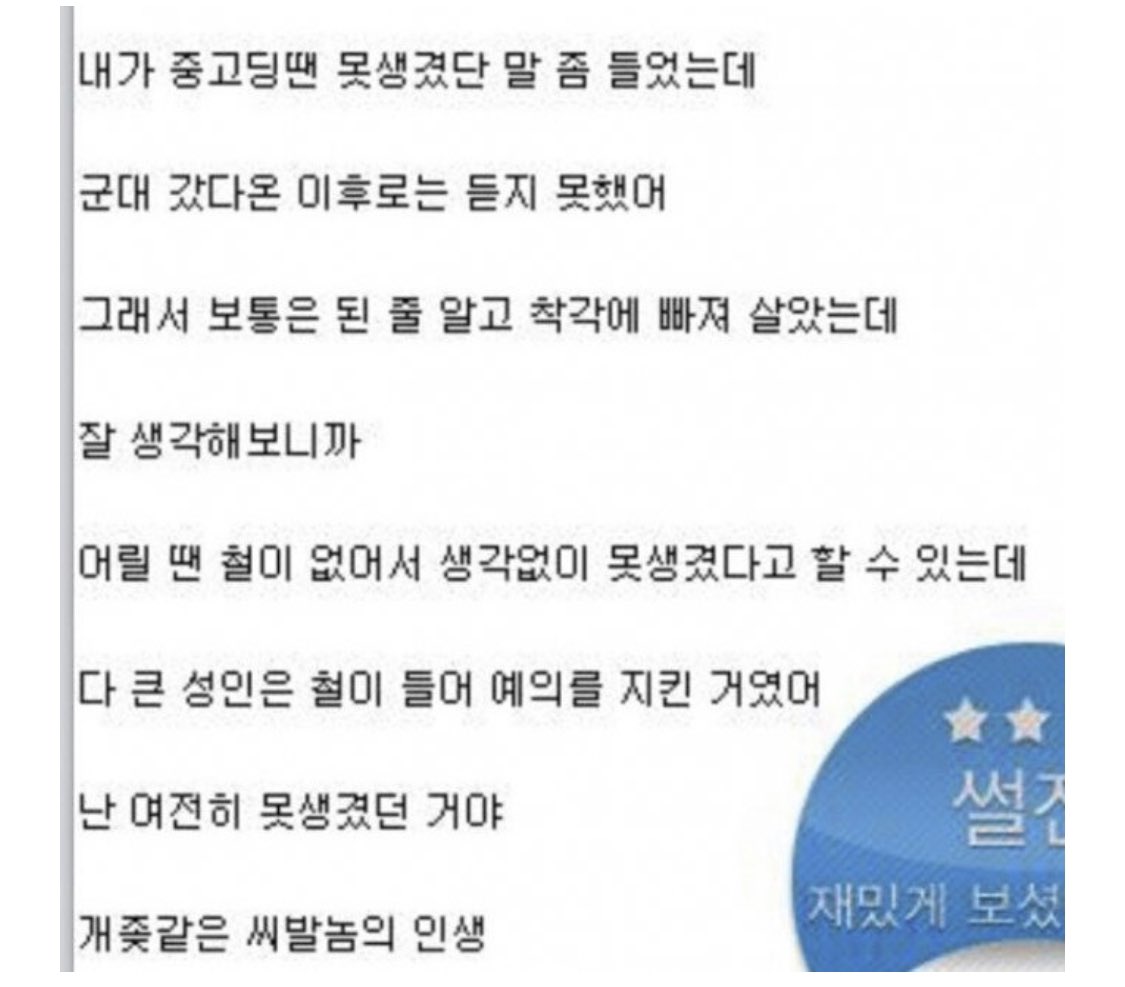 내가 중고딩땐 못생겼단 말 좀 들었는데
군대 갔다온 이후로는 듣지 못했어
그래서 보통은 된 줄 알고 착각에 빠져 살았는데
잘 생각해보니까
어릴 땐 철이 없어서 생각없이 못생겼다고 할 수 있는데
다 큰 성인은 철이 들어 예의를 지킨 거였어
난 여전히 못생겼던 거야
개좆같은 씨발놈의 인생
썰
재밌게 보셨